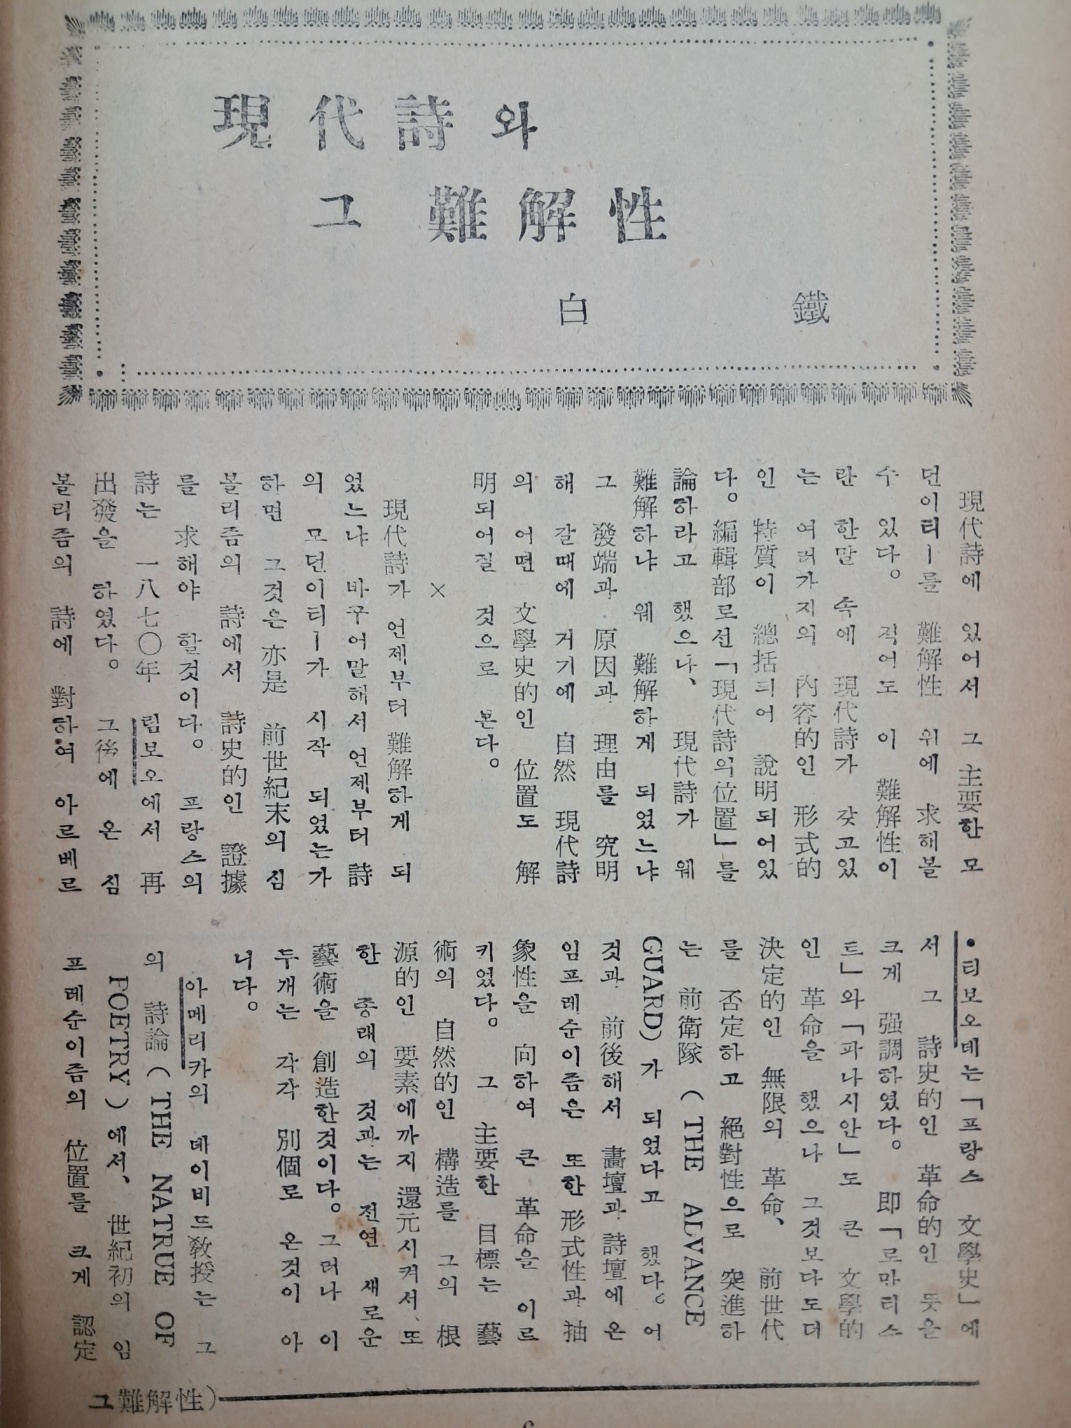 現代詩와
그 難解性
白 鐵
現代詩에 있어서 그 主要한 모
던이티ー를 難解性 위에 求해볼
수 있다。 적어도 이 難解性이
란 한말 속에 現代詩가 갖고있
는 여러가지의 內容的인 形式的
인 特質이 總括되어 說明되어있
다。編輯部로선「現代詩의位置」를
論하라고 했으나、 現代詩가 웨
難解하냐 웨 難解하게 되였느냐
그 發端과 原因과 理由를 究明
해 갈때에 거기에 自然 現代詩
의 어떤 文學史的인 位置도 解
明되어질 것으로 본다。
×
現代詩가 언제부터 難解하게 되
었느냐 바꾸어말해서 언제부터 詩
의 모던이티ー가 시작 되었는가
하면 그것은 亦是 前世紀末의 심
볼리즘의 詩에서 詩史的인 證據
를 求해야 할것이다。 프랑스의
詩는 一八七〇年 림보오에서 再
出發을 하였다。 그後에 온 심
볼리즘의 詩에 對하여 아르베르
•티보오데는「프랑스 文學史」에
서 그 詩史的인 革命的인 뜻을
크게 强調하였다。 即「로만티스
트」와「파나시안」도 큰 文學的
인 革命을 했으나 그것보다도더
決定的인 無限의 革命、 前世代
를 否定하고 絕對性으로 突進하
는 前衛隊 (THE ALVANCE
GUARD)가 되었다고 했다。어
것과 前後해서 畵壇과詩壇에온
임프레슌이즘은 또한形式性과抽
象性을 向하여 큰 革命을 이르
키였다。 그 主要한 目標는 藝
術의 自然的인 構造를 그의 根
源的인 要素에까지 還元시켜서또
한 종래의 것과는 전연 새로운
藝術을 創造한것이다。그러나 이
두개는 각각 別個로 온것이 아
니다。
아메리카의 데이비드敎授는 그
의 詩論 (THE NATRUE OF
POETRY)에서、 世紀初의 임
프레슌이즘의 位置를 크게 認定
그難解性)